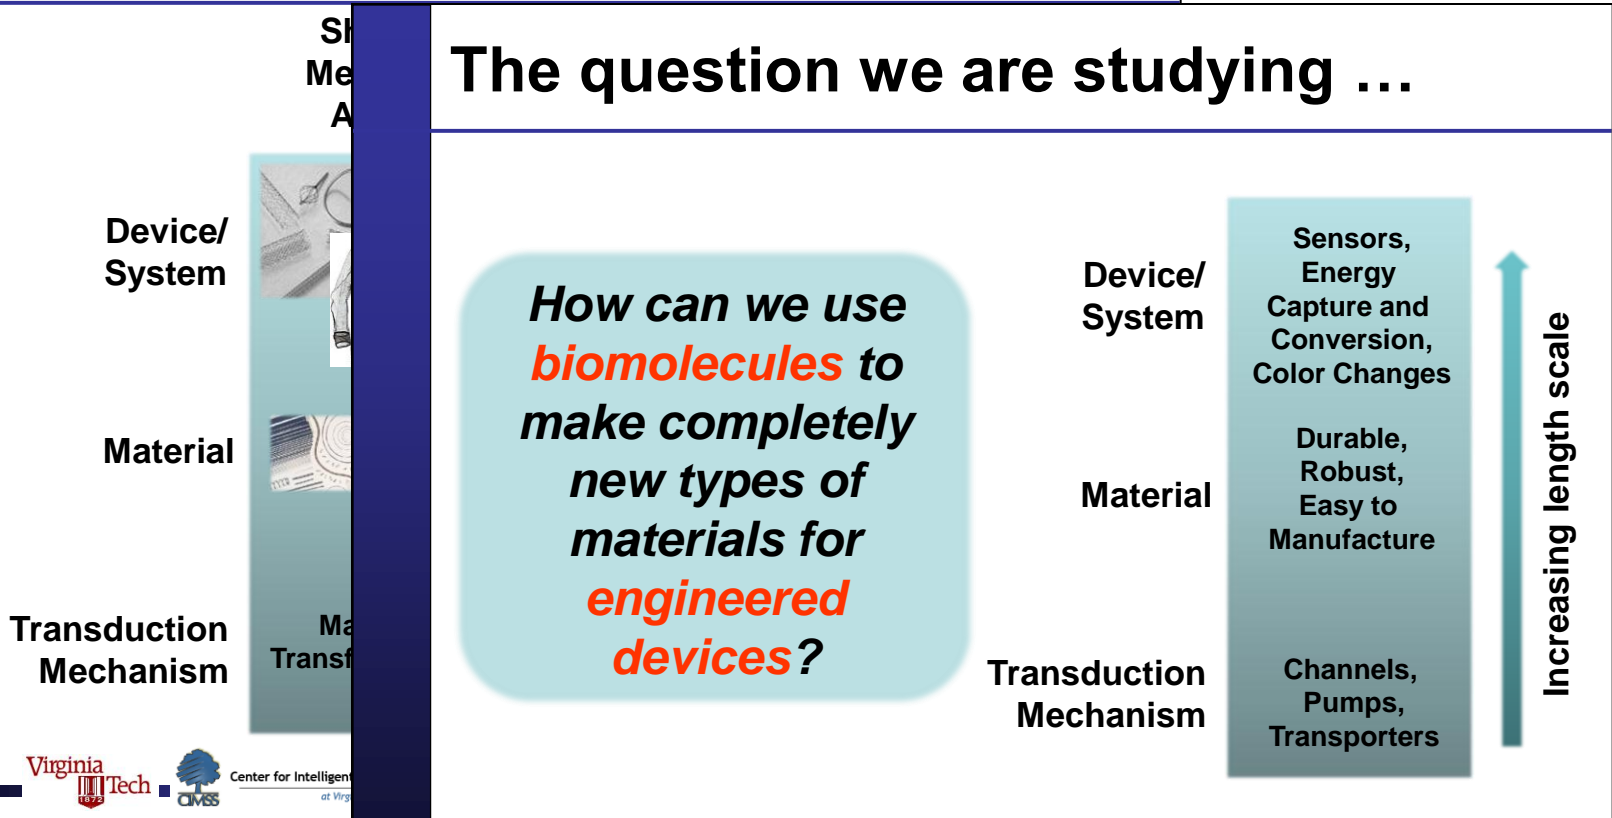 The question we are studying …
How can we use
biomolecules to
make completely
new types of
materials for
engineered
devices?
Device/
System
Sensors,
Energy
Capture and
Conversion,
Color Changes
Material
Durable,
Robust,
Easy to
Manufacture
Transduction
Mechanism
Channels,
Pumps,
Transporters
Increasing length scale
Device/
System
Material
Transduction
Mechanism
Virginia
Tech
1872
CIMSS
Center for Intelligent